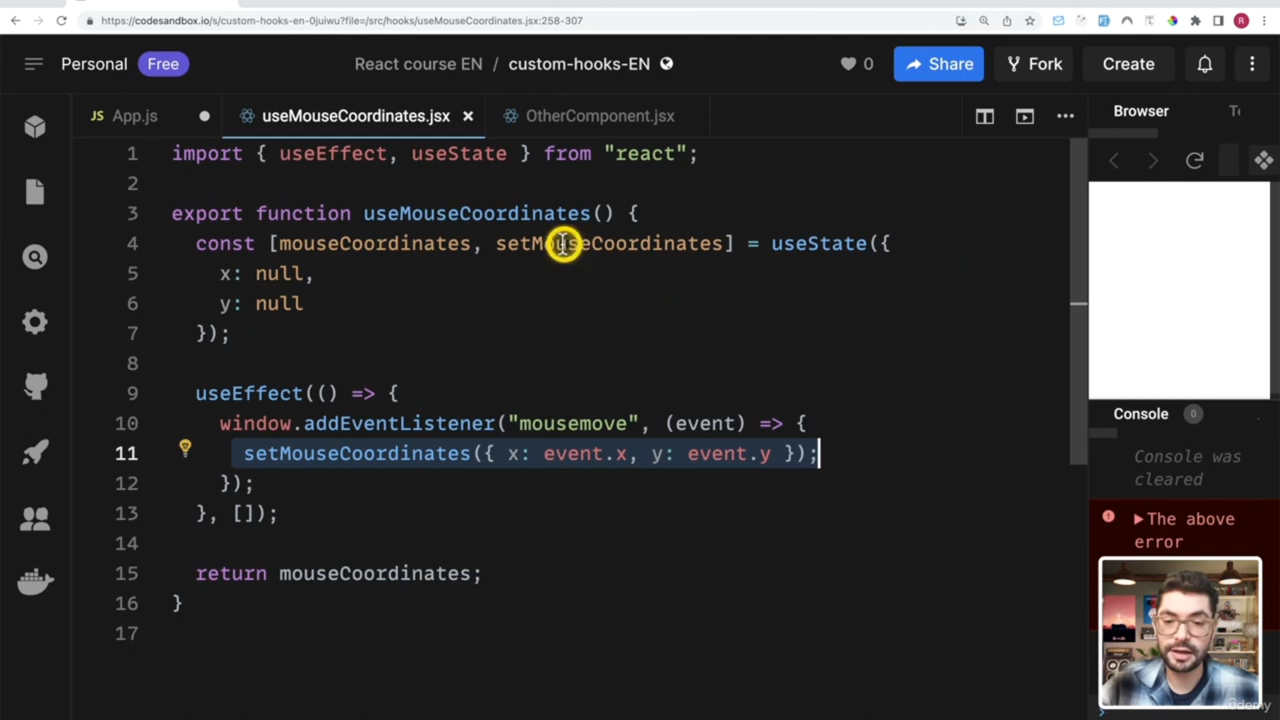 https://codesandbox.io/s/custom-hooks-en-0juiwu?file=/src/hooks/useMouseCoordinates.jsx:258-307
R
Personal Free React course EN / custom-hooks-EN 0 Share Fork Create
JS App.js useMouseCoordinates.jsx × OtherComponent.jsx ••• Browser
1 import { useEffect, useState } from "react";
2
3 export function useMouseCoordinates() {
4 const [mouseCoordinates, setMouseCoordinates] = useState({
5 x: null,
6 y: null
7 });
8
9 useEffect(() => {
10 window.addEventListener("mousemove", (event) => {
11 setMouseCoordinates({ x: event.x, y: event.y });
12 });
13 }, []);
14
15 return mouseCoordinates;
16 }
17
Console 0
Console was
cleared
The above
error
ûdemy